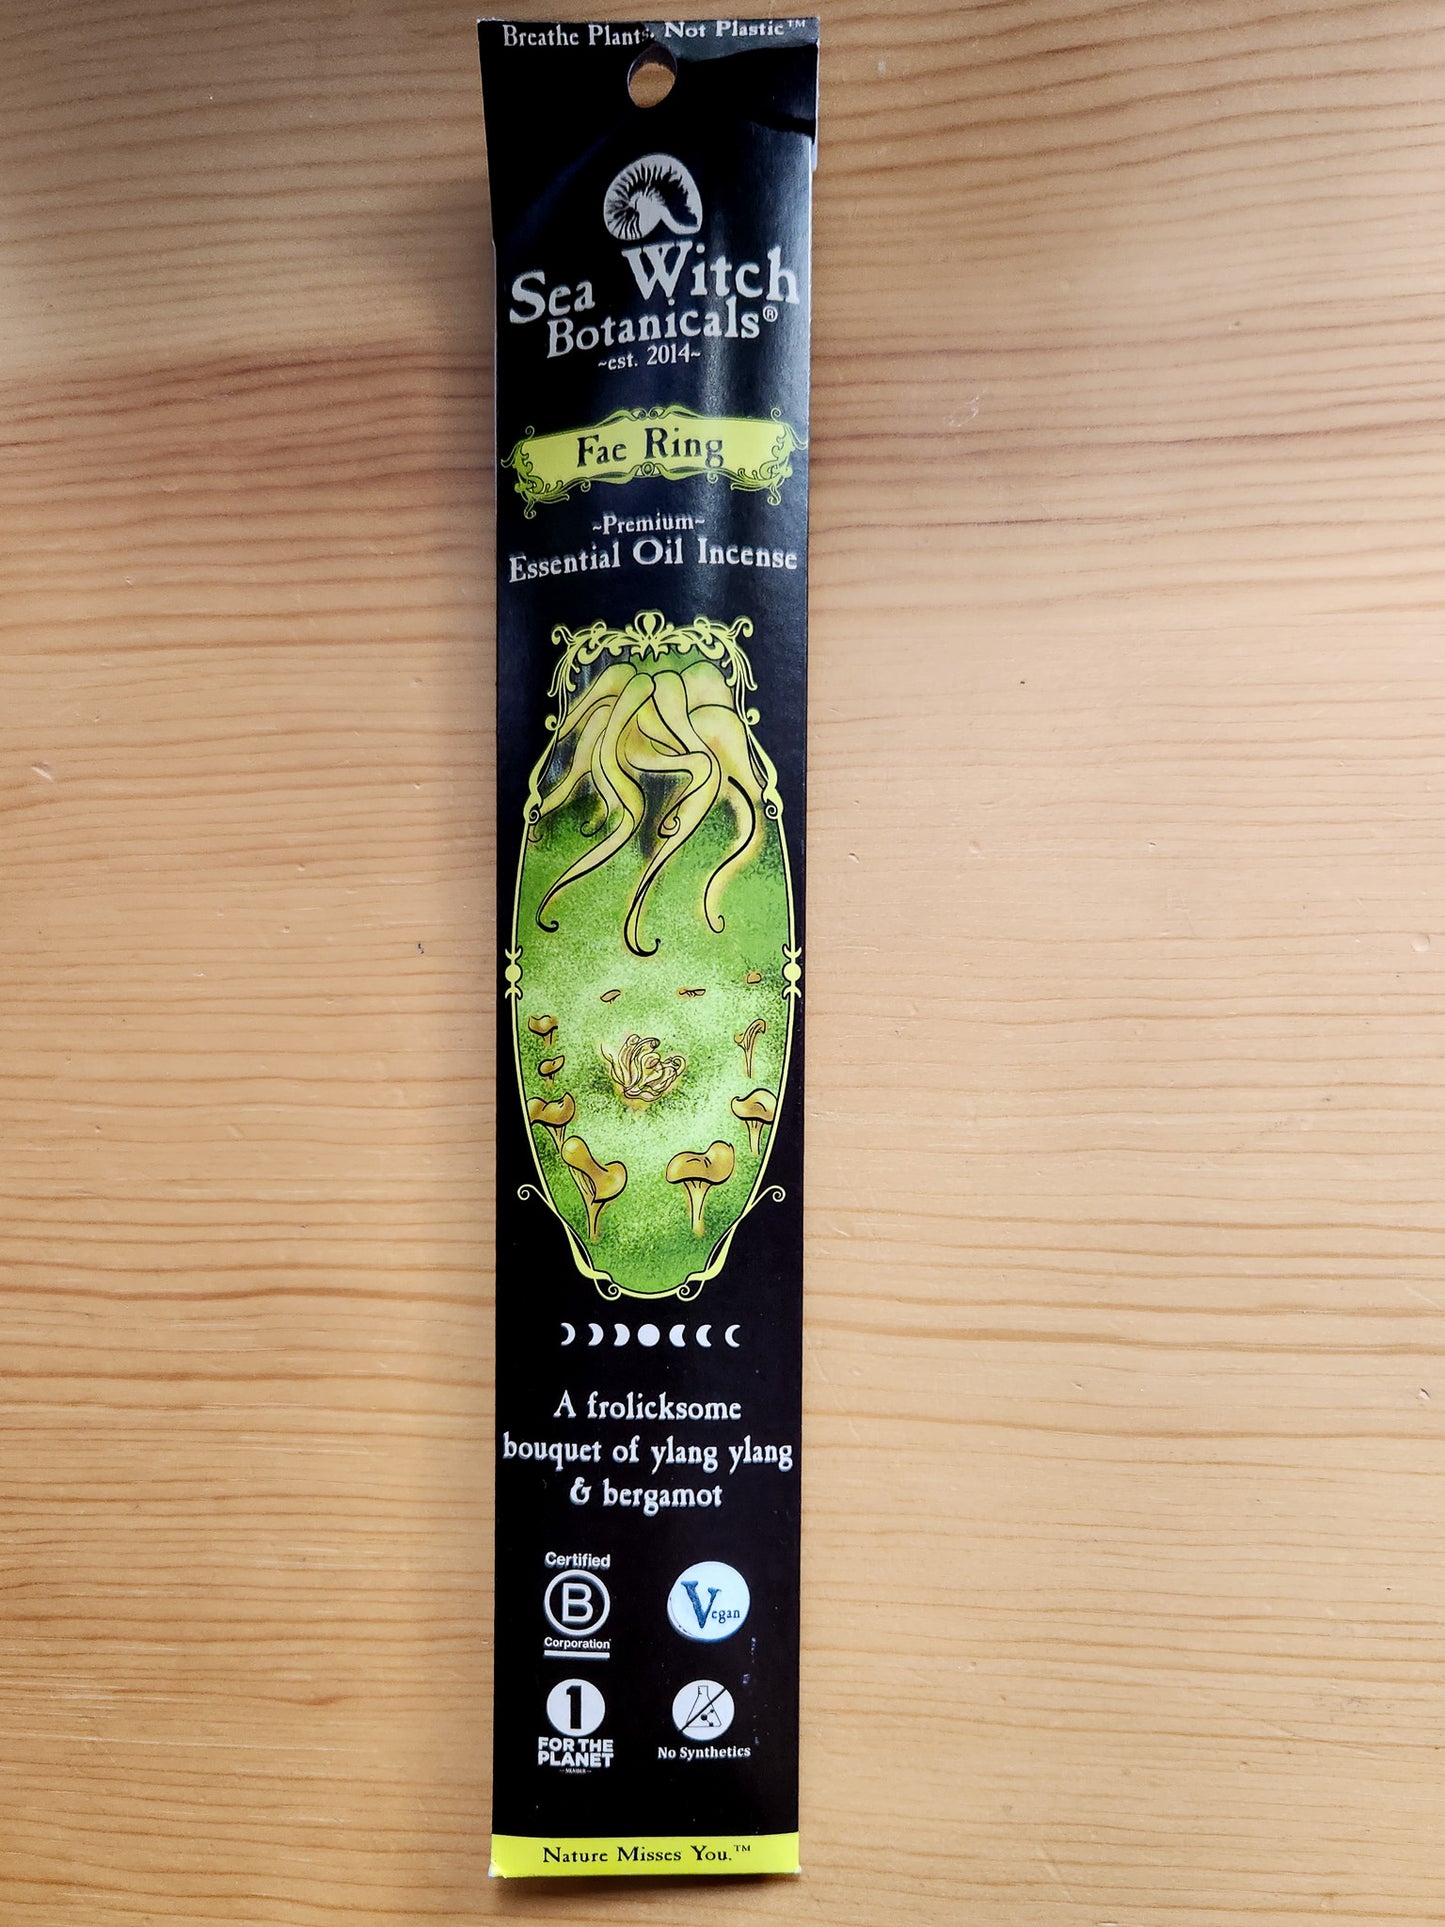 Breathe Plants, Not Plastic™
Sea Witch
Botanicals®
~est. 2014~
Fae Ring
~Premium~
Essential Oil Incense
A frolicksome
bouquet of ylang ylang
& bergamot
Certified
B
Corporation
Vegan
1
FOR THE
PLANET
MEMBER
No Synthetics
Nature Misses You.™